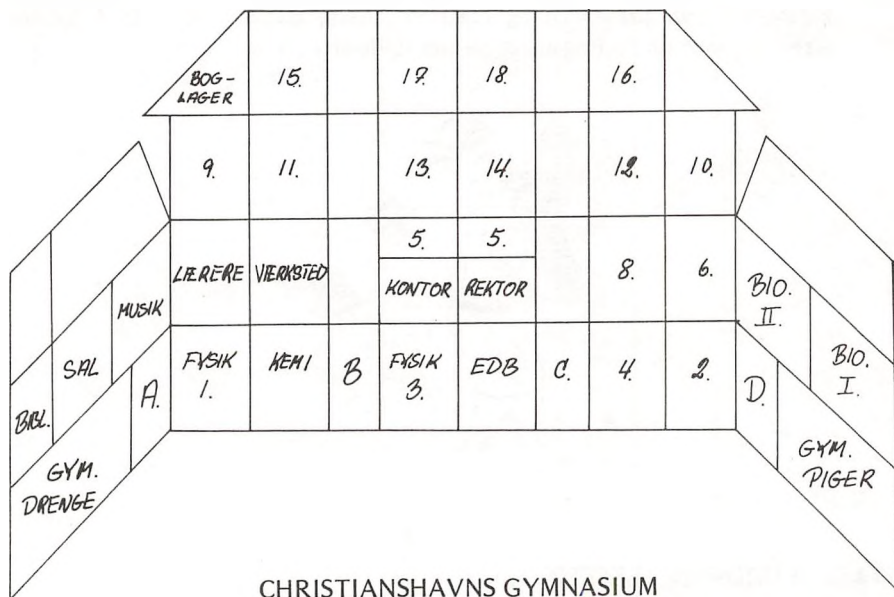 BOG-
LAGER
15.
17.
18.
16.
9.
11.
13.
14.
12.
10.
5.
5.
LÆRERE
VÆRKSTED
KONTOR
REKTOR
8.
6.
MUSIK
SAL
BIBL.
BIO.
II.
BIO.
I.
A.
FYSIK
1.
KEMI
B
FYSIK
3.
EDB
C.
4.
2.
D.
GYM.
DRENGE
GYM.
PIGER
CHRISTIANSHAVNS GYMNASIUM